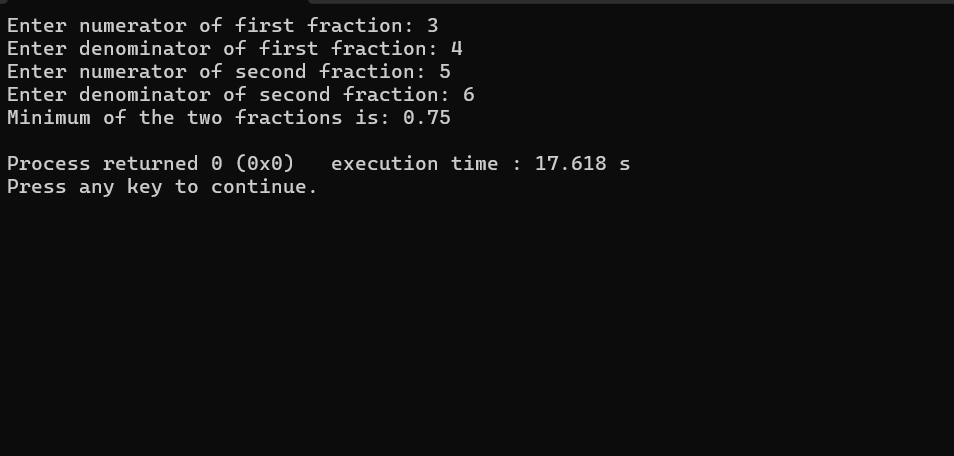 Enter numerator of first fraction: 3
Enter denominator of first fraction: 4
Enter numerator of second fraction: 5
Enter denominator of second fraction: 6
Minimum of the two fractions is: 0.75

Process returned 0 (0x0)   execution time : 17.618 s
Press any key to continue.